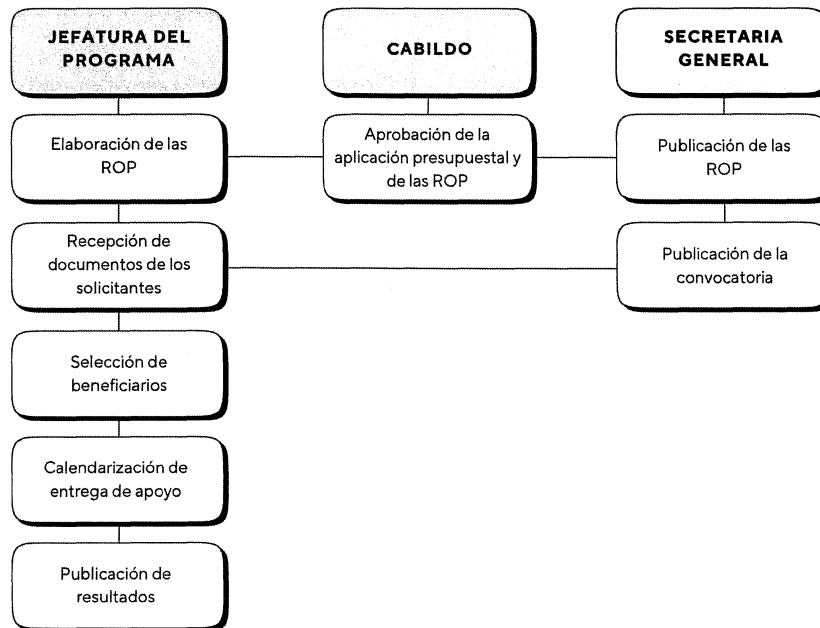 JEFATURA DEL
PROGRAMA
CABILDO
SECRETARIA
GENERAL
Elaboración de las
ROP
Aprobación de la
aplicación presupuestal y
de las ROP
Publicación de las
ROP
Recepción de
documentos de los
solicitantes
Publicación de la
convocatoria
Selección de
beneficiarios
Calendarización de
entrega de apoyo
Publicación de
resultados